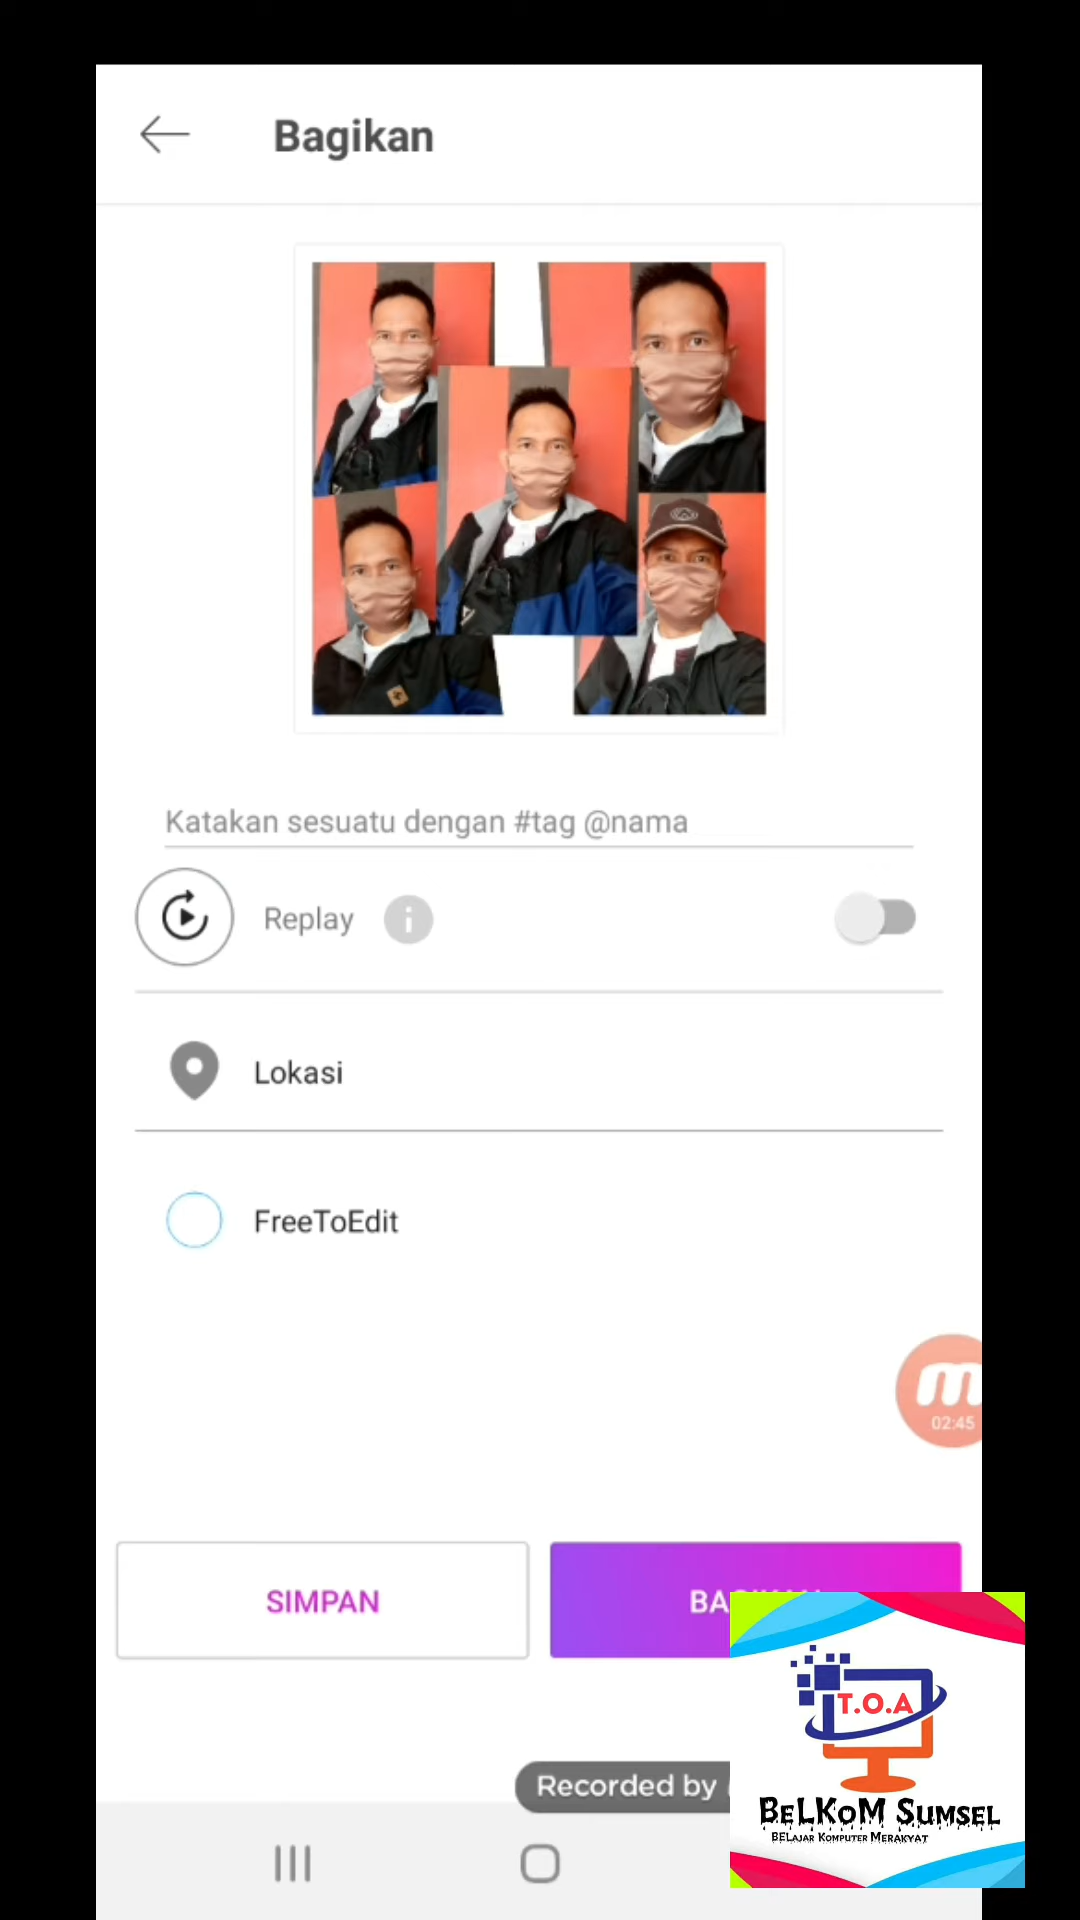 Bagikan
Katakan sesuatu dengan #tag @nama
Replay
Lokasi
FreeToEdit
02:45
SIMPAN
T.O.A
Recorded by
BELKOM SUMSEL
BELajar Komputer Merakyat